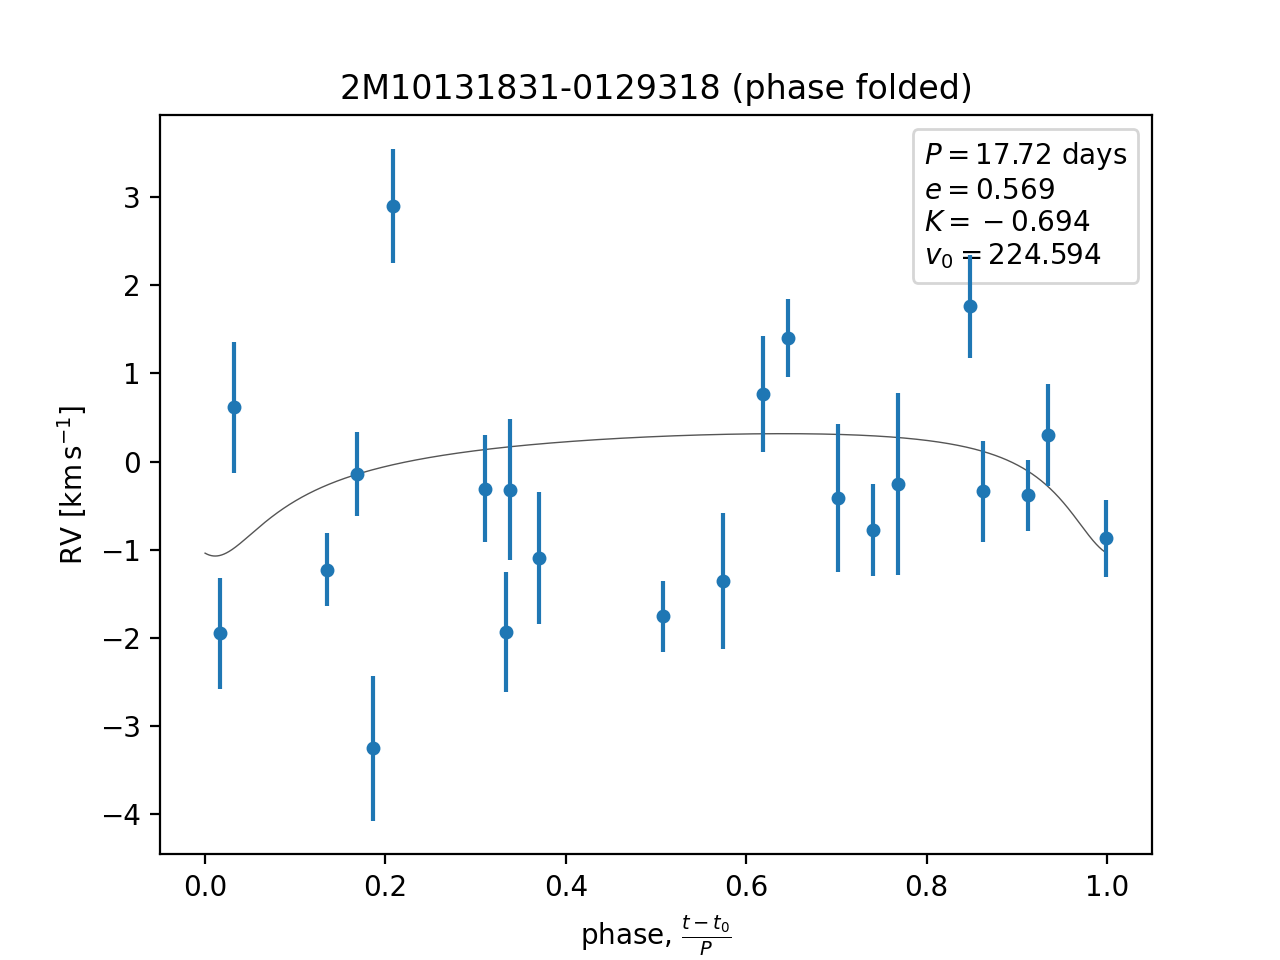 2M10131831-0129318 (phase folded)
P = 17.72 days
e = 0.569
K = − 0.694
v₀ = 224.594
3
2
1
0
−1
−2
−3
−4
RV [km s⁻¹]
0.0 0.2 0.4 0.6 0.8 1.0
phase, (t − t₀)/P